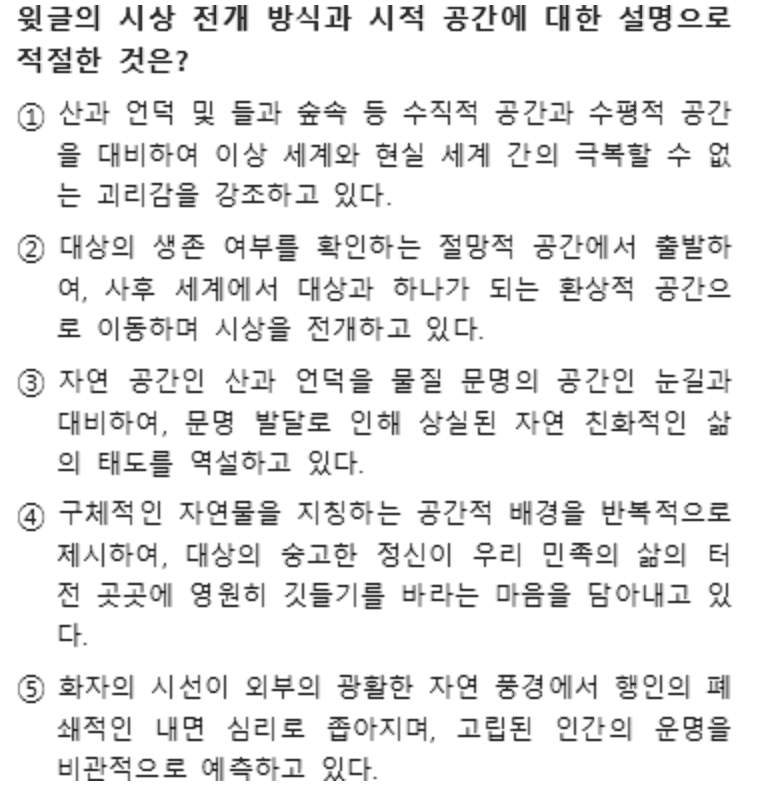 윗글의 시상 전개 방식과 시적 공간에 대한 설명으로
적절한 것은?
① 산과 언덕 및 들과 숲속 등 수직적 공간과 수평적 공간
을 대비하여 이상 세계와 현실 세계 간의 극복할 수 없
는 괴리감을 강조하고 있다.
② 대상의 생존 여부를 확인하는 절망적 공간에서 출발하
여, 사후 세계에서 대상과 하나가 되는 환상적 공간으
로 이동하며 시상을 전개하고 있다.
③ 자연 공간인 산과 언덕을 물질 문명의 공간인 눈길과
대비하여, 문명 발달로 인해 상실된 자연 친화적인 삶
의 태도를 역설하고 있다.
④ 구체적인 자연물을 지칭하는 공간적 배경을 반복적으로
제시하여, 대상의 숭고한 정신이 우리 민족의 삶의 터
전 곳곳에 영원히 깃들기를 바라는 마음을 담아내고 있
다.
⑤ 화자의 시선이 외부의 광활한 자연 풍경에서 행인의 폐
쇄적인 내면 심리로 좁아지며, 고립된 인간의 운명을
비관적으로 예측하고 있다.